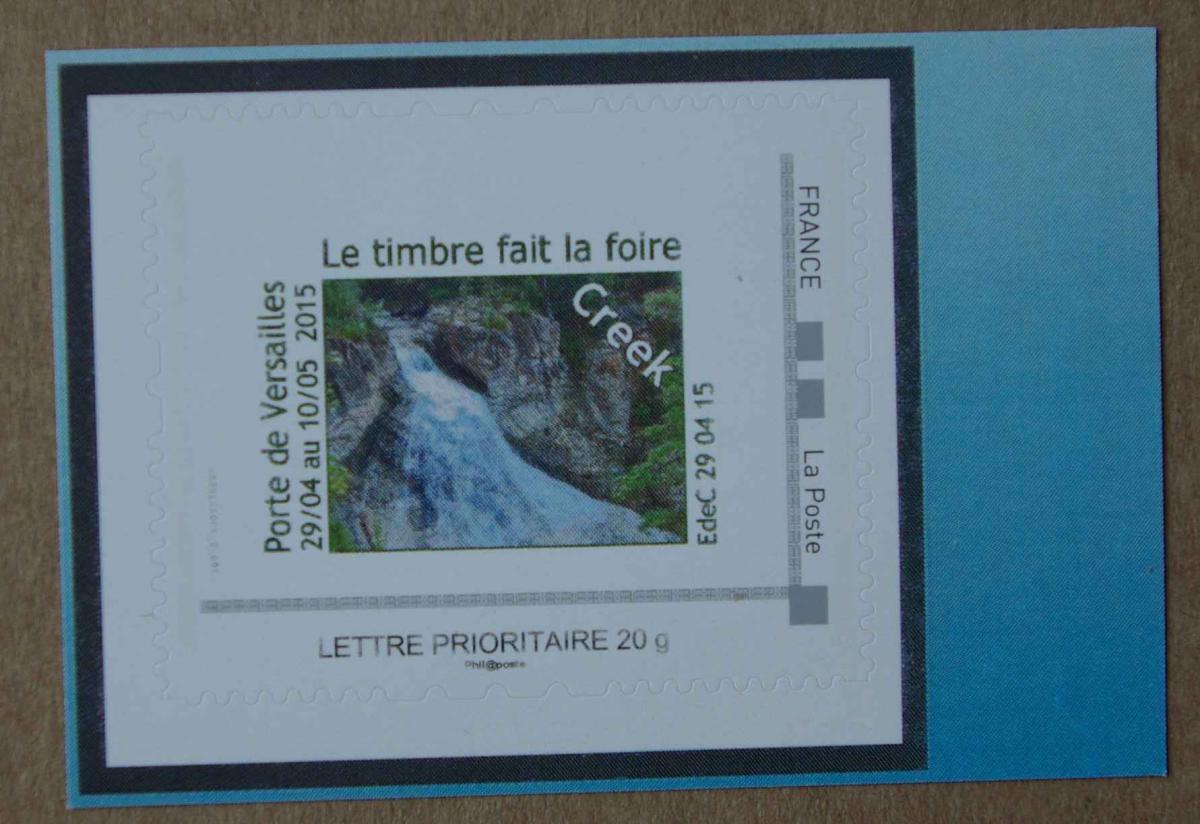 Le timbre fait la foire
Porte de Versailles
29/04 au 10/05 2015
Creek
EdeC 29 04 15
FRANCE
La Poste
LETTRE PRIORITAIRE 20 g
Phil@poste